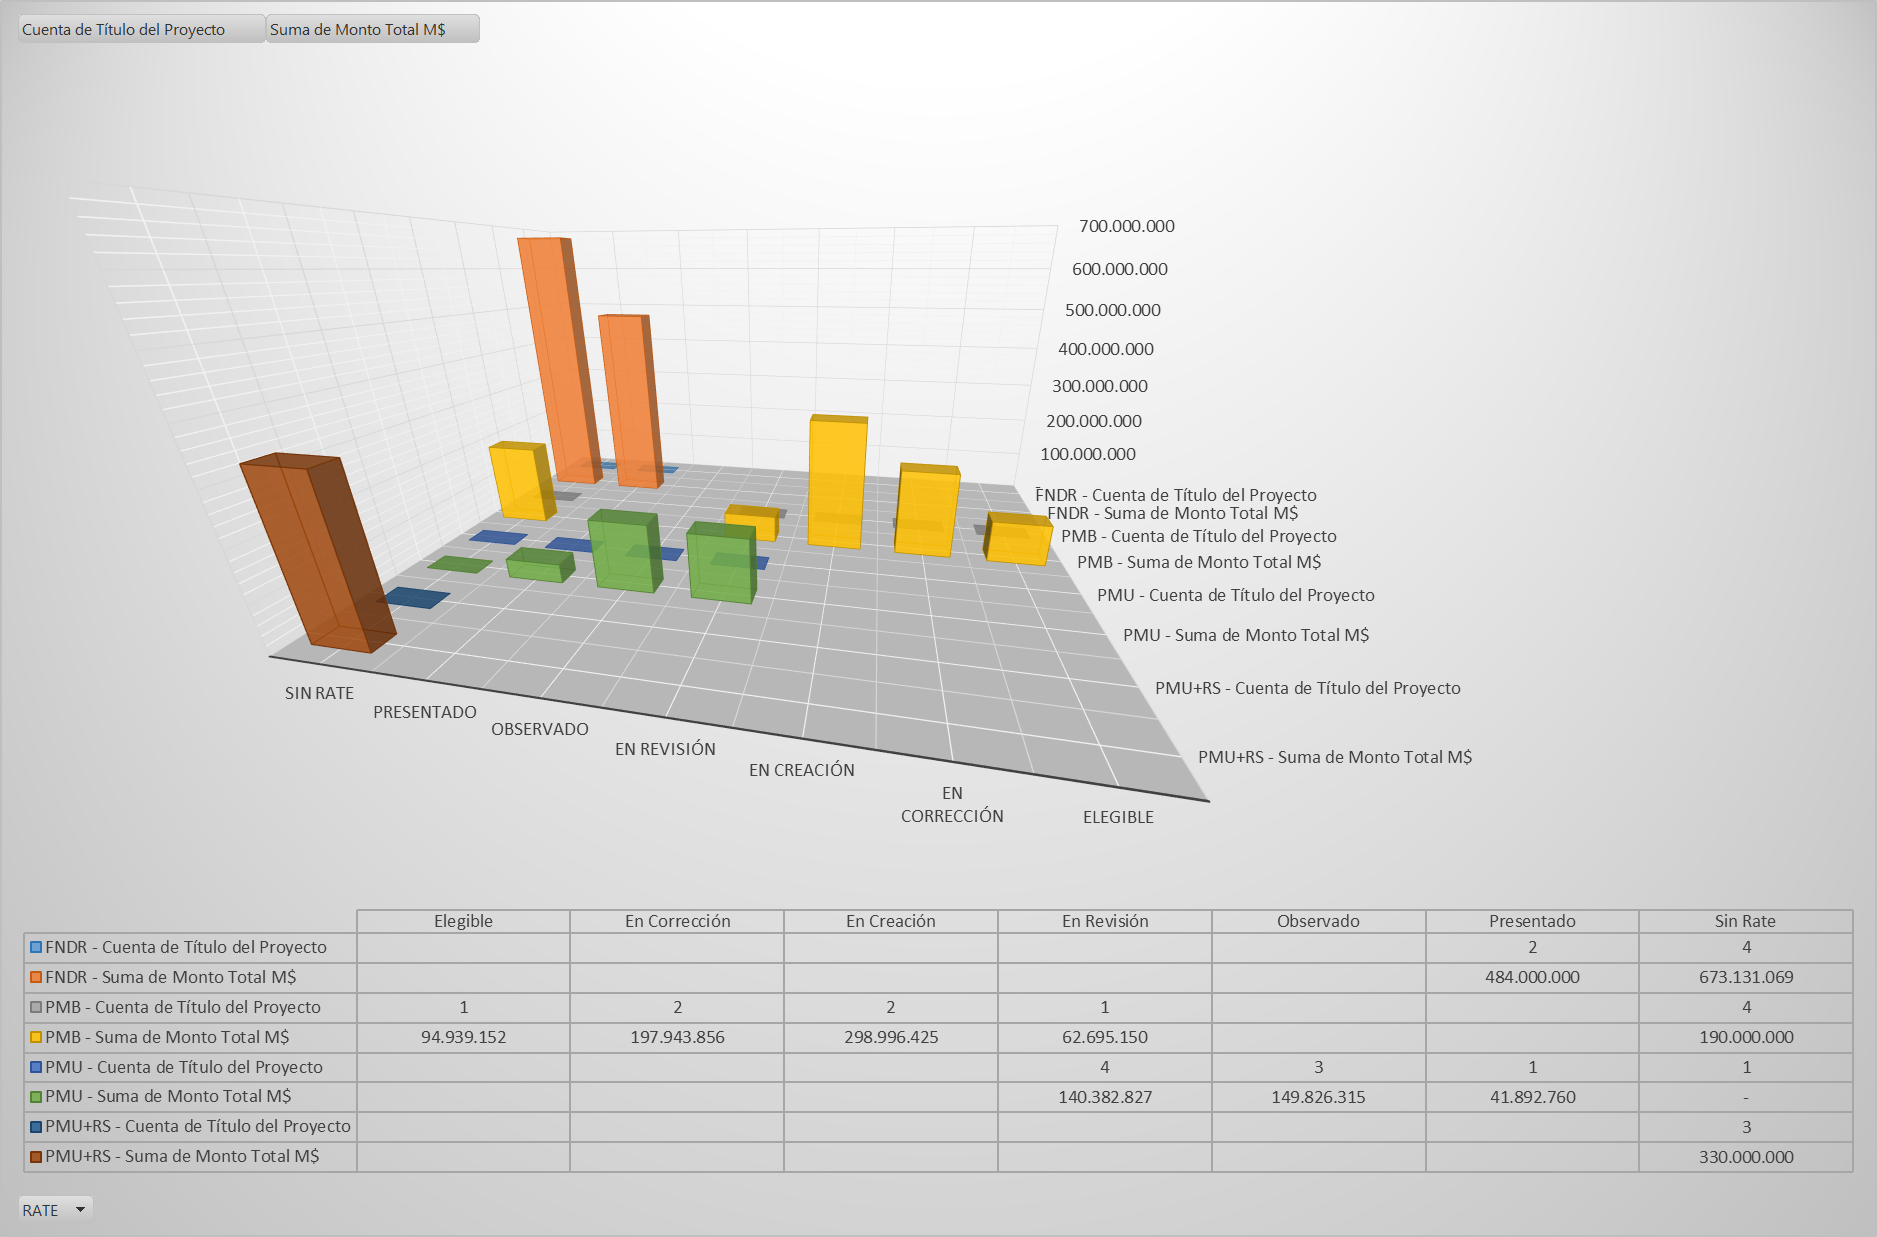 Cuenta de Título del Proyecto Suma de Monto Total M$
700.000.000
600.000.000
500.000.000
400.000.000
300.000.000
200.000.000
100.000.000
-
FNDR - Cuenta de Título del Proyecto
FNDR - Suma de Monto Total M$
PMB - Cuenta de Título del Proyecto
PMB - Suma de Monto Total M$
PMU - Cuenta de Título del Proyecto
PMU - Suma de Monto Total M$
PMU+RS - Cuenta de Título del Proyecto
PMU+RS - Suma de Monto Total M$
SIN RATE
PRESENTADO
OBSERVADO
EN REVISIÓN
EN CREACIÓN
EN
CORRECCIÓN
ELEGIBLE
Elegible En Corrección En Creación En Revisión Observado Presentado Sin Rate
FNDR - Cuenta de Título del Proyecto 2 4
FNDR - Suma de Monto Total M$ 484.000.000 673.131.069
PMB - Cuenta de Título del Proyecto 1 2 2 1 4
PMB - Suma de Monto Total M$ 94.939.152 197.943.856 298.996.425 62.695.150 190.000.000
PMU - Cuenta de Título del Proyecto 4 3 1 1
PMU - Suma de Monto Total M$ 140.382.827 149.826.315 41.892.760 -
PMU+RS - Cuenta de Título del Proyecto 3
PMU+RS - Suma de Monto Total M$ 330.000.000
RATE